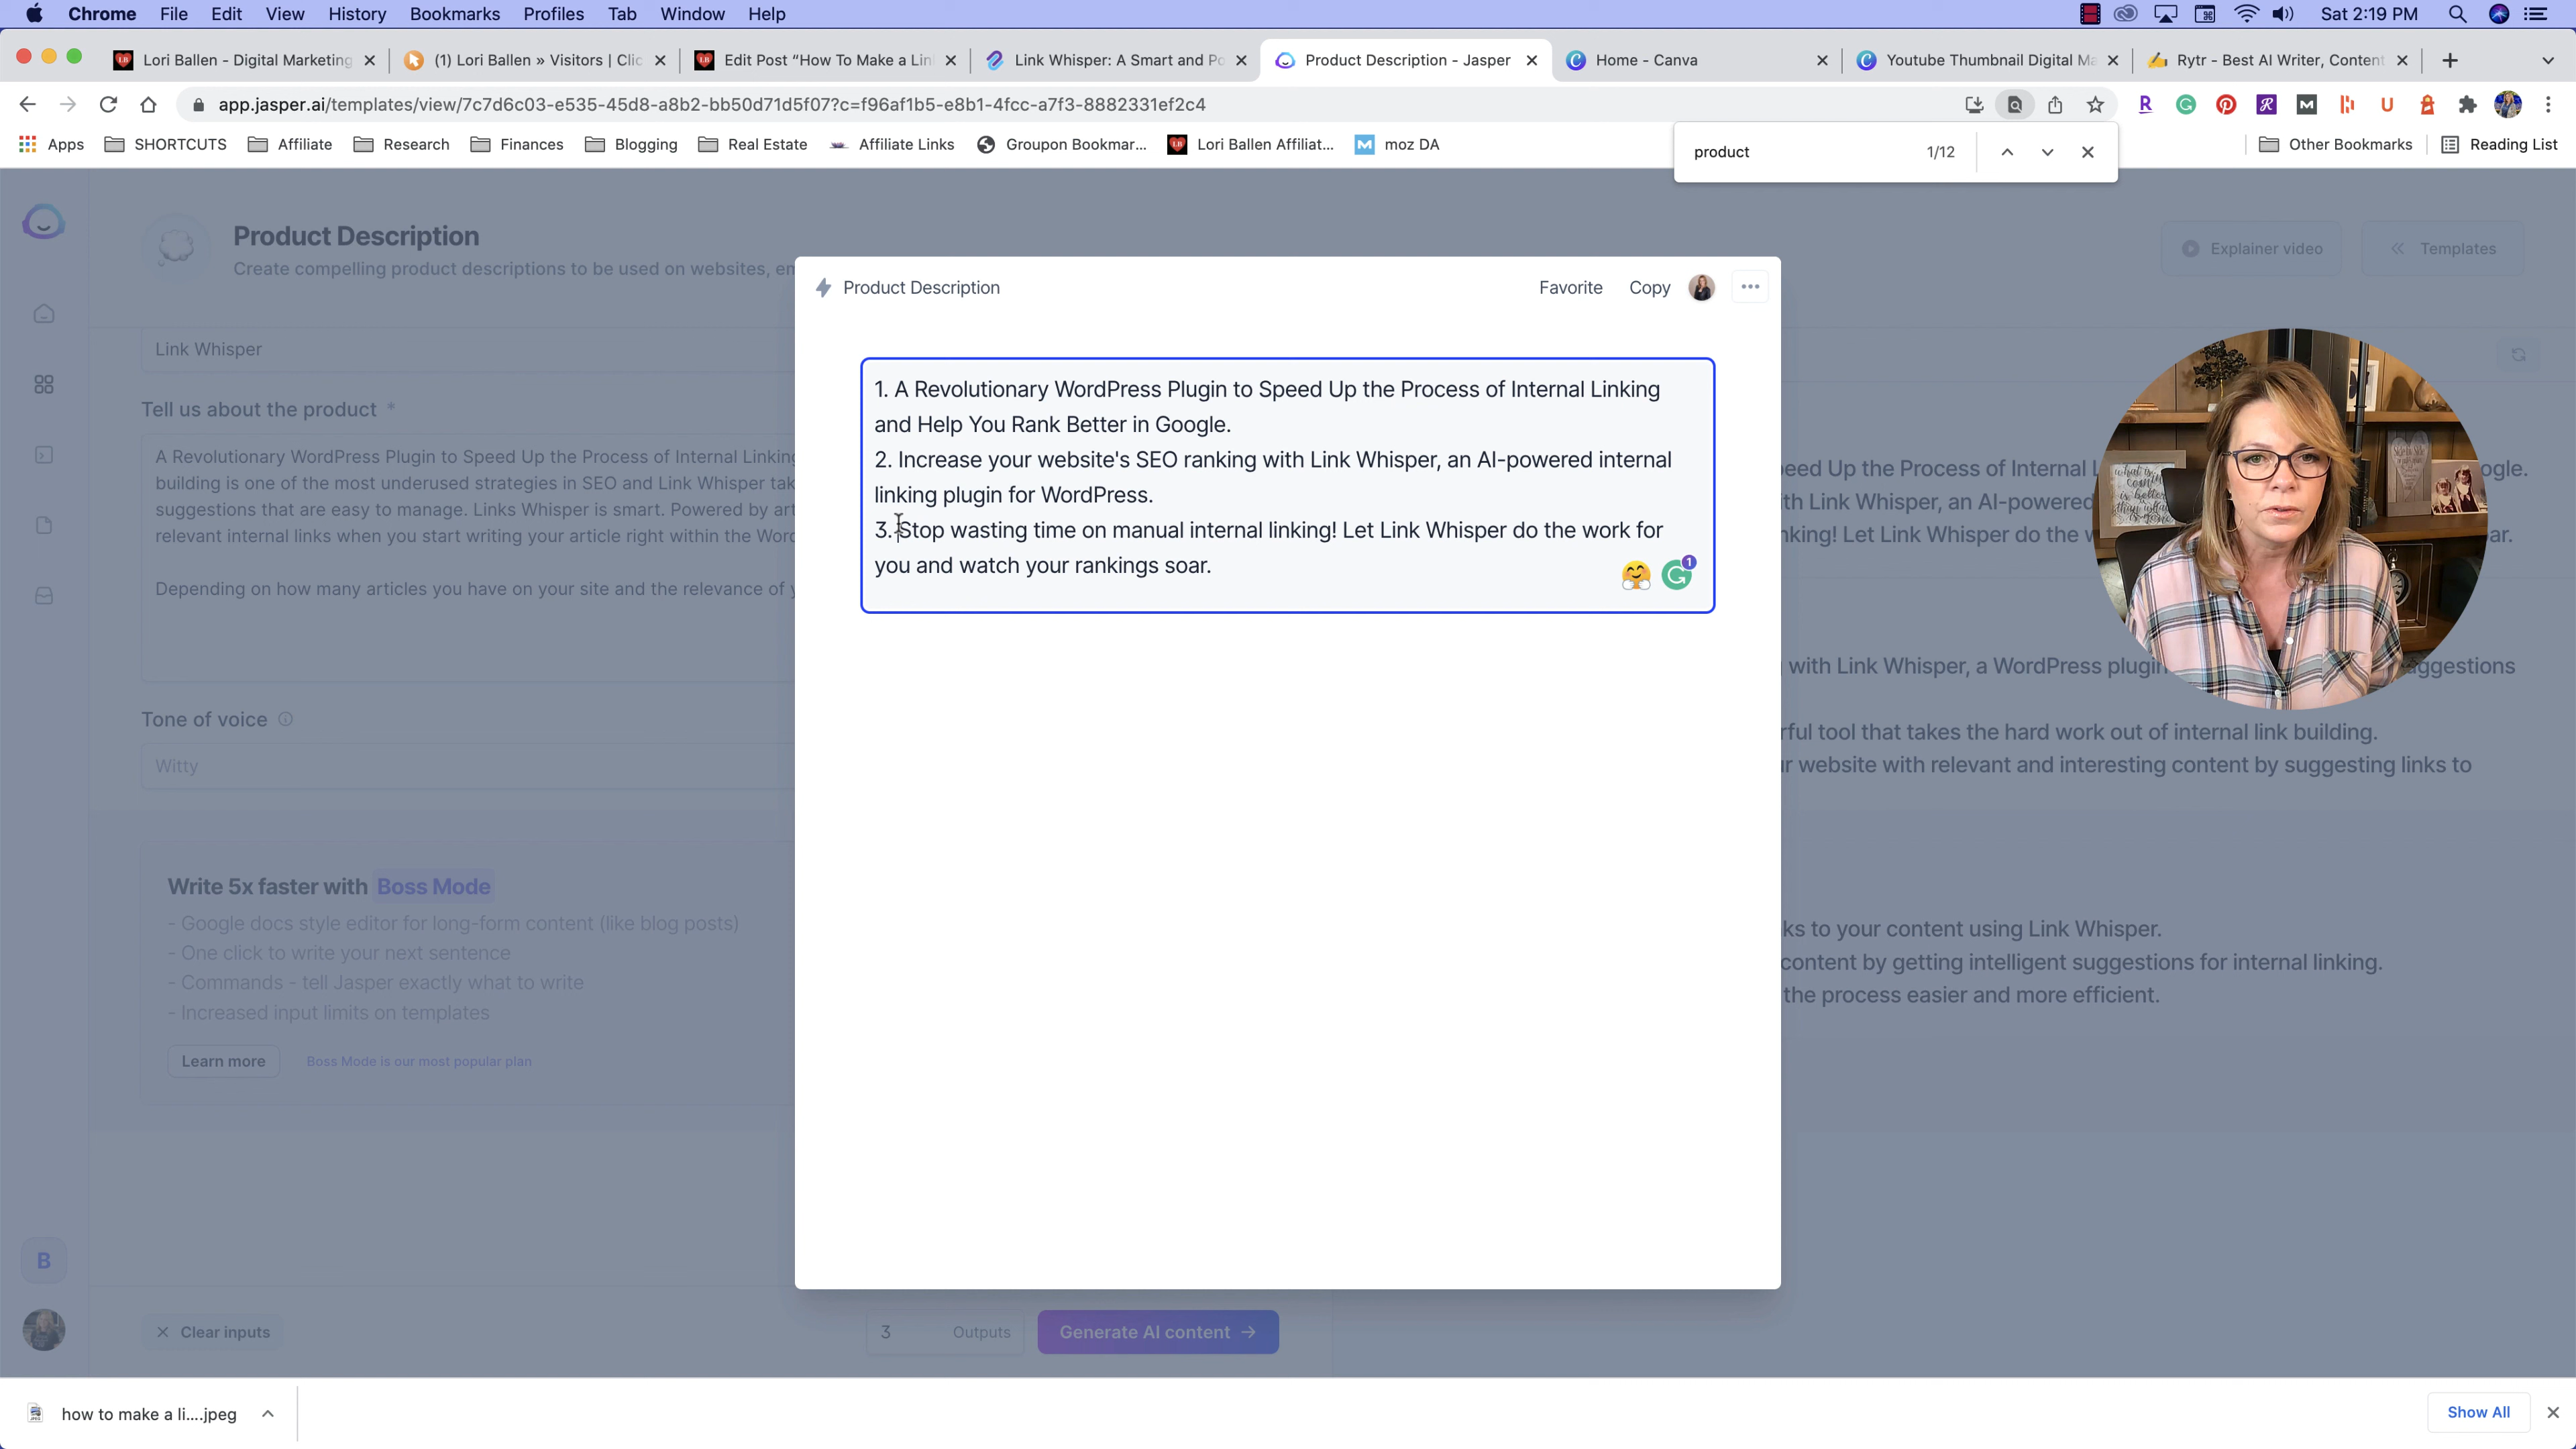 Chrome File Edit View History Bookmarks Profiles Tab Window Help Sat 2:19 PM
Lori Ballen - Digital Marketing (1) Lori Ballen » Visitors | Clic Edit Post “How To Make a Lin Link Whisper: A Smart and Po Product Description - Jasper Home - Canva Youtube Thumbnail Digital Ma Rytr - Best AI Writer, Content
app.jasper.ai/templates/view/7c7d6c03-e535-45d8-a8b2-bb50d71d5f07?c=f96af1b5-e8b1-4fcc-a7f3-8882331ef2c4
Apps SHORTCUTS Affiliate Research Finances Blogging Real Estate Affiliate Links Groupon Bookmar... Lori Ballen Affiliat... moz DA Other Bookmarks Reading List
product 1/12
Product Description
Create compelling product descriptions to be used on websites, em
Explainer video
Templates
Link Whisper
Tell us about the product *
A Revolutionary WordPress Plugin to Speed Up the Process of Internal Linking
building is one of the most underused strategies in SEO and Link Whisper tak
suggestions that are easy to manage. Links Whisper is smart. Powered by art
relevant internal links when you start writing your article right within the Word
Depending on how many articles you have on your site and the relevance of y
Tone of voice
Witty
Write 5x faster with Boss Mode
- Google docs style editor for long-form content (like blog posts)
- One click to write your next sentence
- Commands - tell Jasper exactly what to write
- Increased input limits on templates
Learn more Boss Mode is our most popular plan
B
Clear inputs
3 Outputs
Generate AI content
Product Description Favorite Copy
1. A Revolutionary WordPress Plugin to Speed Up the Process of Internal Linking
and Help You Rank Better in Google.
2. Increase your website's SEO ranking with Link Whisper, an AI-powered internal
linking plugin for WordPress.
3. Stop wasting time on manual internal linking! Let Link Whisper do the work for
you and watch your rankings soar.
1
eed Up the Process of Internal L ogle.
th Link Whisper, an AI-powered
nking! Let Link Whisper do the w ar.
with Link Whisper, a WordPress plugin ggestions
rful tool that takes the hard work out of internal link building.
ur website with relevant and interesting content by suggesting links to
ks to your content using Link Whisper.
content by getting intelligent suggestions for internal linking.
the process easier and more efficient.
how to make a li....jpeg
Show All